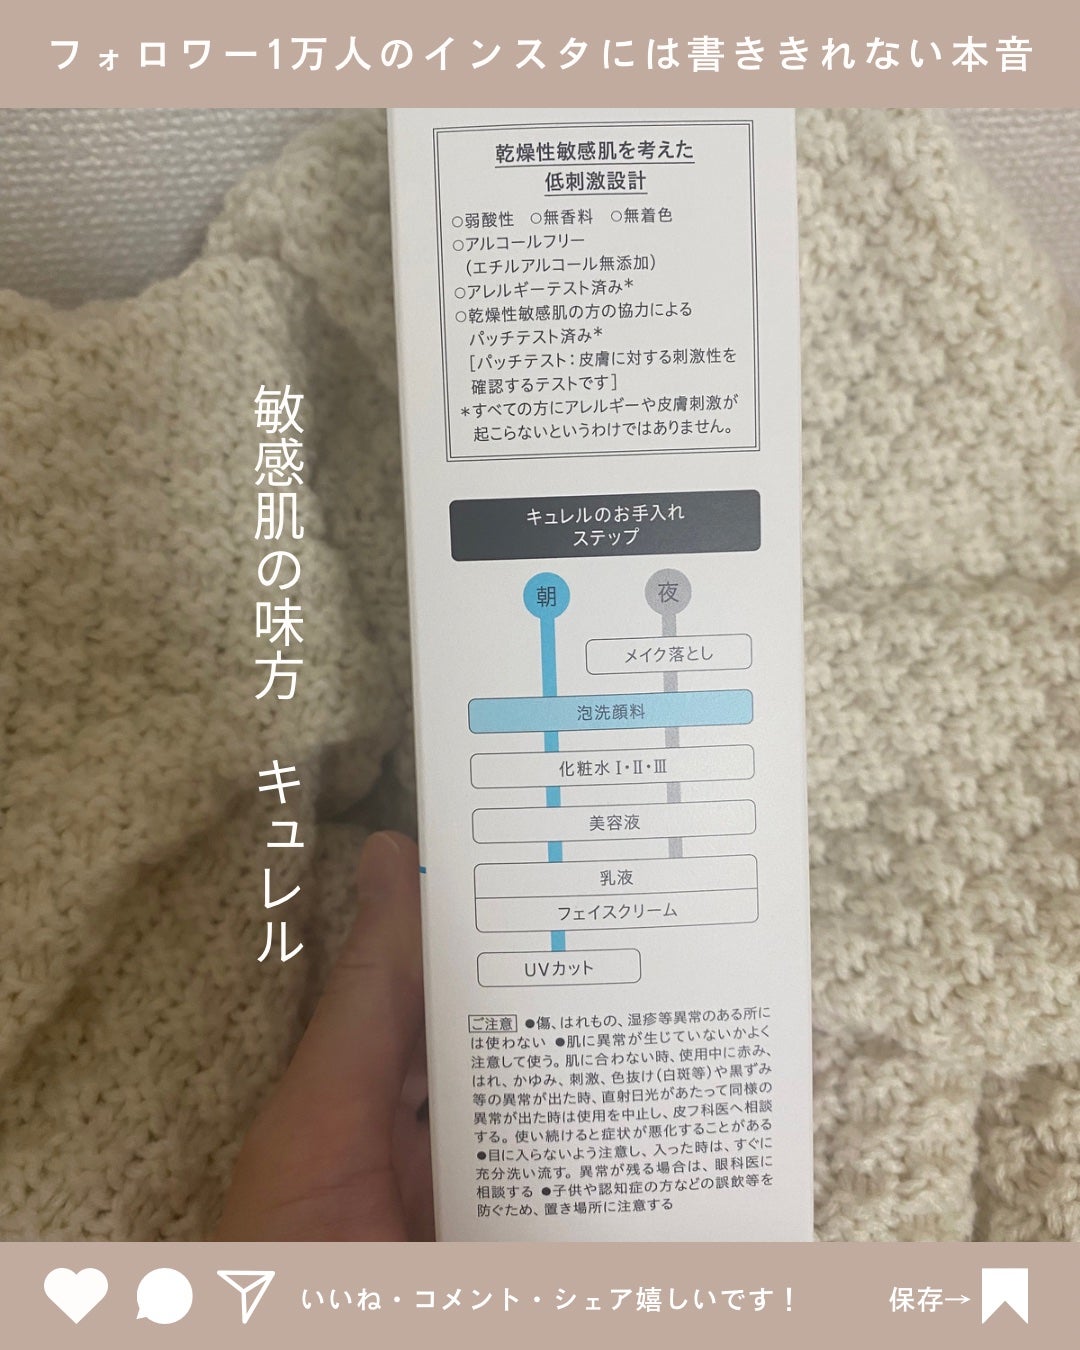 フォロワー1万人のインスタには書ききれない本音
乾燥性敏感肌を考えた
低刺激設計
○弱酸性 ○無香料 ○無着色
○アルコールフリー
(エチルアルコール無添加)
○アレルギーテスト済み*
○乾燥性敏感肌の方の協力による
パッチテスト済み*
[パッチテスト:皮膚に対する刺激性を
確認するテストです]
*すべての方にアレルギーや皮膚刺激が
起こらないというわけではありません。
敏感肌の味方 キュレル
キュレルのお手入れ
ステップ
朝 夜
メイク落とし
泡洗顔料
化粧水 Ⅰ・Ⅱ・Ⅲ
美容液
乳液
フェイスクリーム
UVカット
ご注意 ●傷、はれもの、湿疹等異常のある所に
は使わない ●肌に異常が生じていないかよく
注意して使う。肌に合わない時、使用中に赤み、
はれ、かゆみ、刺激、色抜け(白斑等)や黒ずみ
等の異常が出た時、直射日光があたって同様の
異常が出た時は使用を中止し、皮フ科医へ相談
する。使い続けると症状が悪化することがある
●目に入らないよう注意し、入った時は、すぐに
充分洗い流す。異常が残る場合は、眼科医に
相談する ●子供や認知症の方などの誤飲等を
防ぐため、置き場所に注意する
いいね・コメント・シェア嬉しいです！
保存→